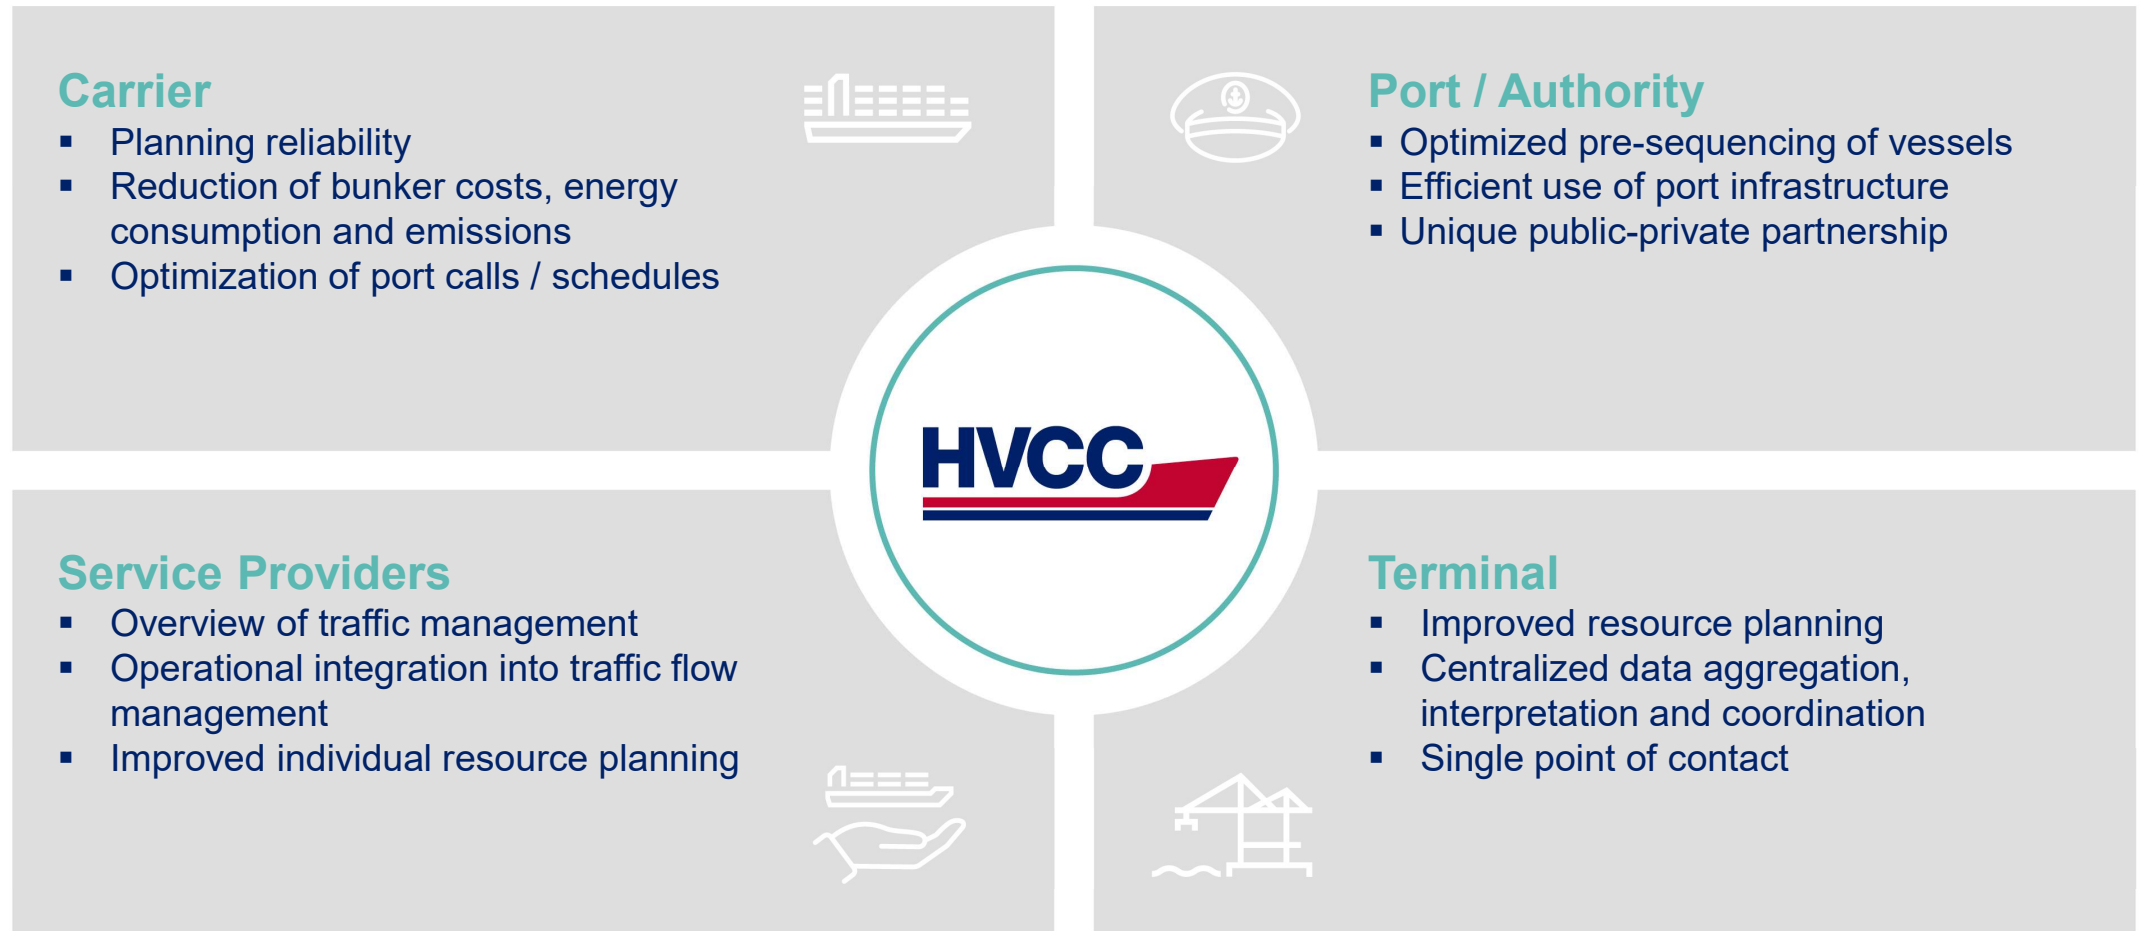 Carrier
▪ Planning reliability
▪ Reduction of bunker costs, energy
consumption and emissions
▪ Optimization of port calls / schedules
Port / Authority
▪ Optimized pre-sequencing of vessels
▪ Efficient use of port infrastructure
▪ Unique public-private partnership
HVCC
Service Providers
▪ Overview of traffic management
▪ Operational integration into traffic flow
management
▪ Improved individual resource planning
Terminal
▪ Improved resource planning
▪ Centralized data aggregation,
interpretation and coordination
▪ Single point of contact